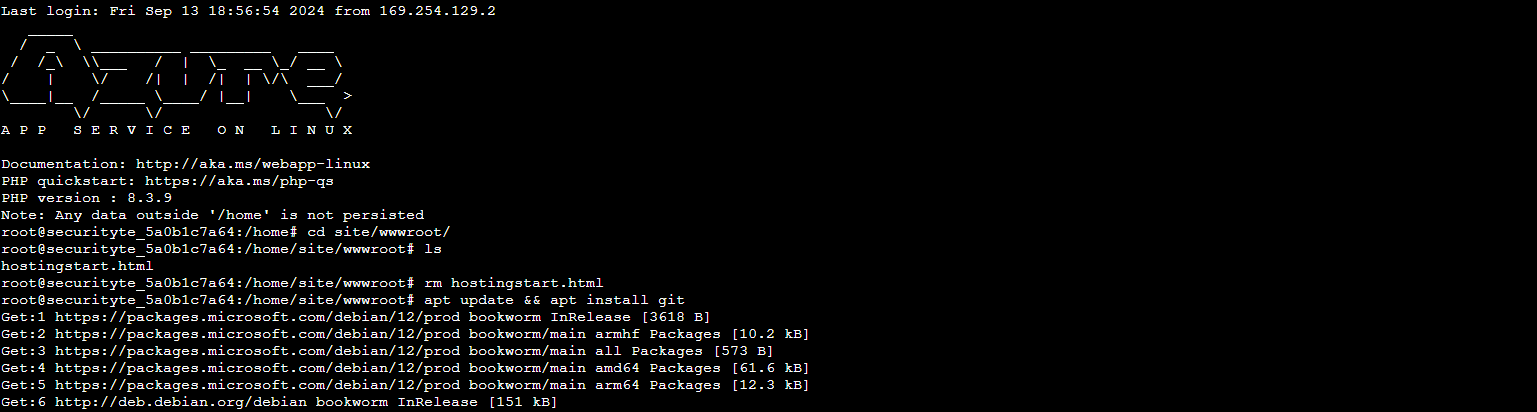 Last login: Fri Sep 13 18:56:54 2024 from 169.254.129.2
Azure
A P P   S E R V I C E   O N   L I N U X
Documentation: http://aka.ms/webapp-linux
PHP quickstart: https://aka.ms/php-qs
PHP version : 8.3.9
Note: Any data outside '/home' is not persisted
root@securityte_5a0b1c7a64:/home# cd site/wwwroot/
root@securityte_5a0b1c7a64:/home/site/wwwroot# ls
hostingstart.html
root@securityte_5a0b1c7a64:/home/site/wwwroot# rm hostingstart.html
root@securityte_5a0b1c7a64:/home/site/wwwroot# apt update && apt install git
Get:1 https://packages.microsoft.com/debian/12/prod bookworm InRelease [3618 B]
Get:2 https://packages.microsoft.com/debian/12/prod bookworm/main armhf Packages [10.2 kB]
Get:3 https://packages.microsoft.com/debian/12/prod bookworm/main all Packages [573 B]
Get:4 https://packages.microsoft.com/debian/12/prod bookworm/main amd64 Packages [61.6 kB]
Get:5 https://packages.microsoft.com/debian/12/prod bookworm/main arm64 Packages [12.3 kB]
Get:6 http://deb.debian.org/debian bookworm InRelease [151 kB]